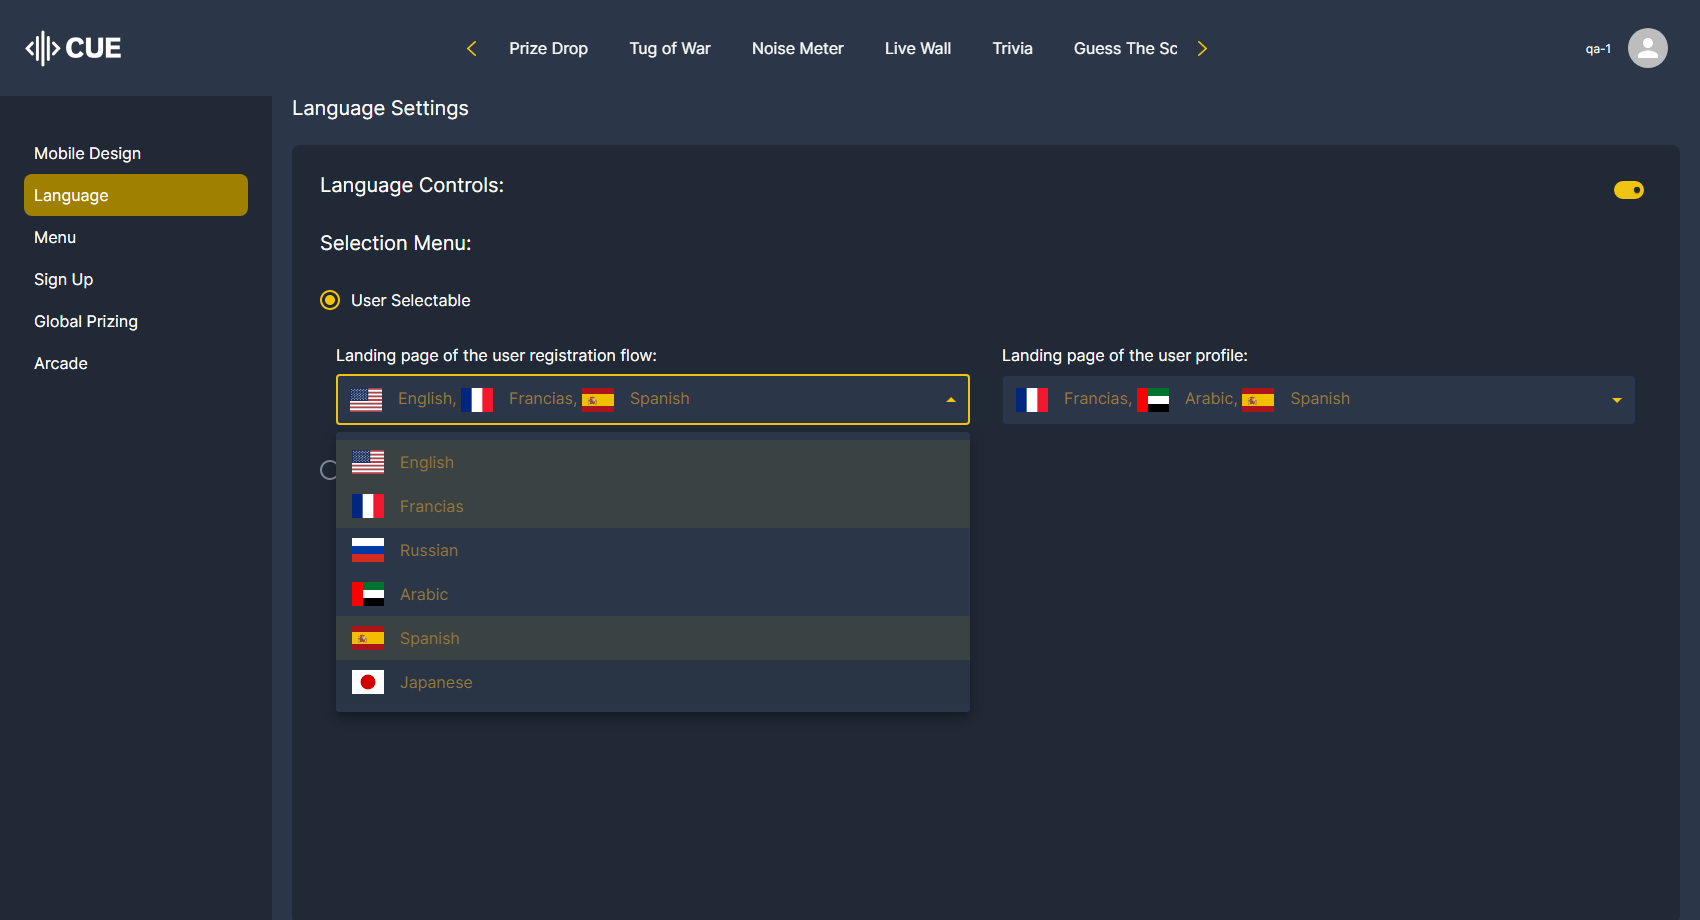 CUE
Prize Drop
Tug of War
Noise Meter
Live Wall
Trivia
Guess The Sc
qa-1
Mobile Design
Language
Menu
Sign Up
Global Prizing
Arcade
Language Settings
Language Controls:
Selection Menu:
User Selectable
Landing page of the user registration flow:
English, Francias, Spanish
English
Francias
Russian
Arabic
Spanish
Japanese
Landing page of the user profile:
Francias, Arabic, Spanish